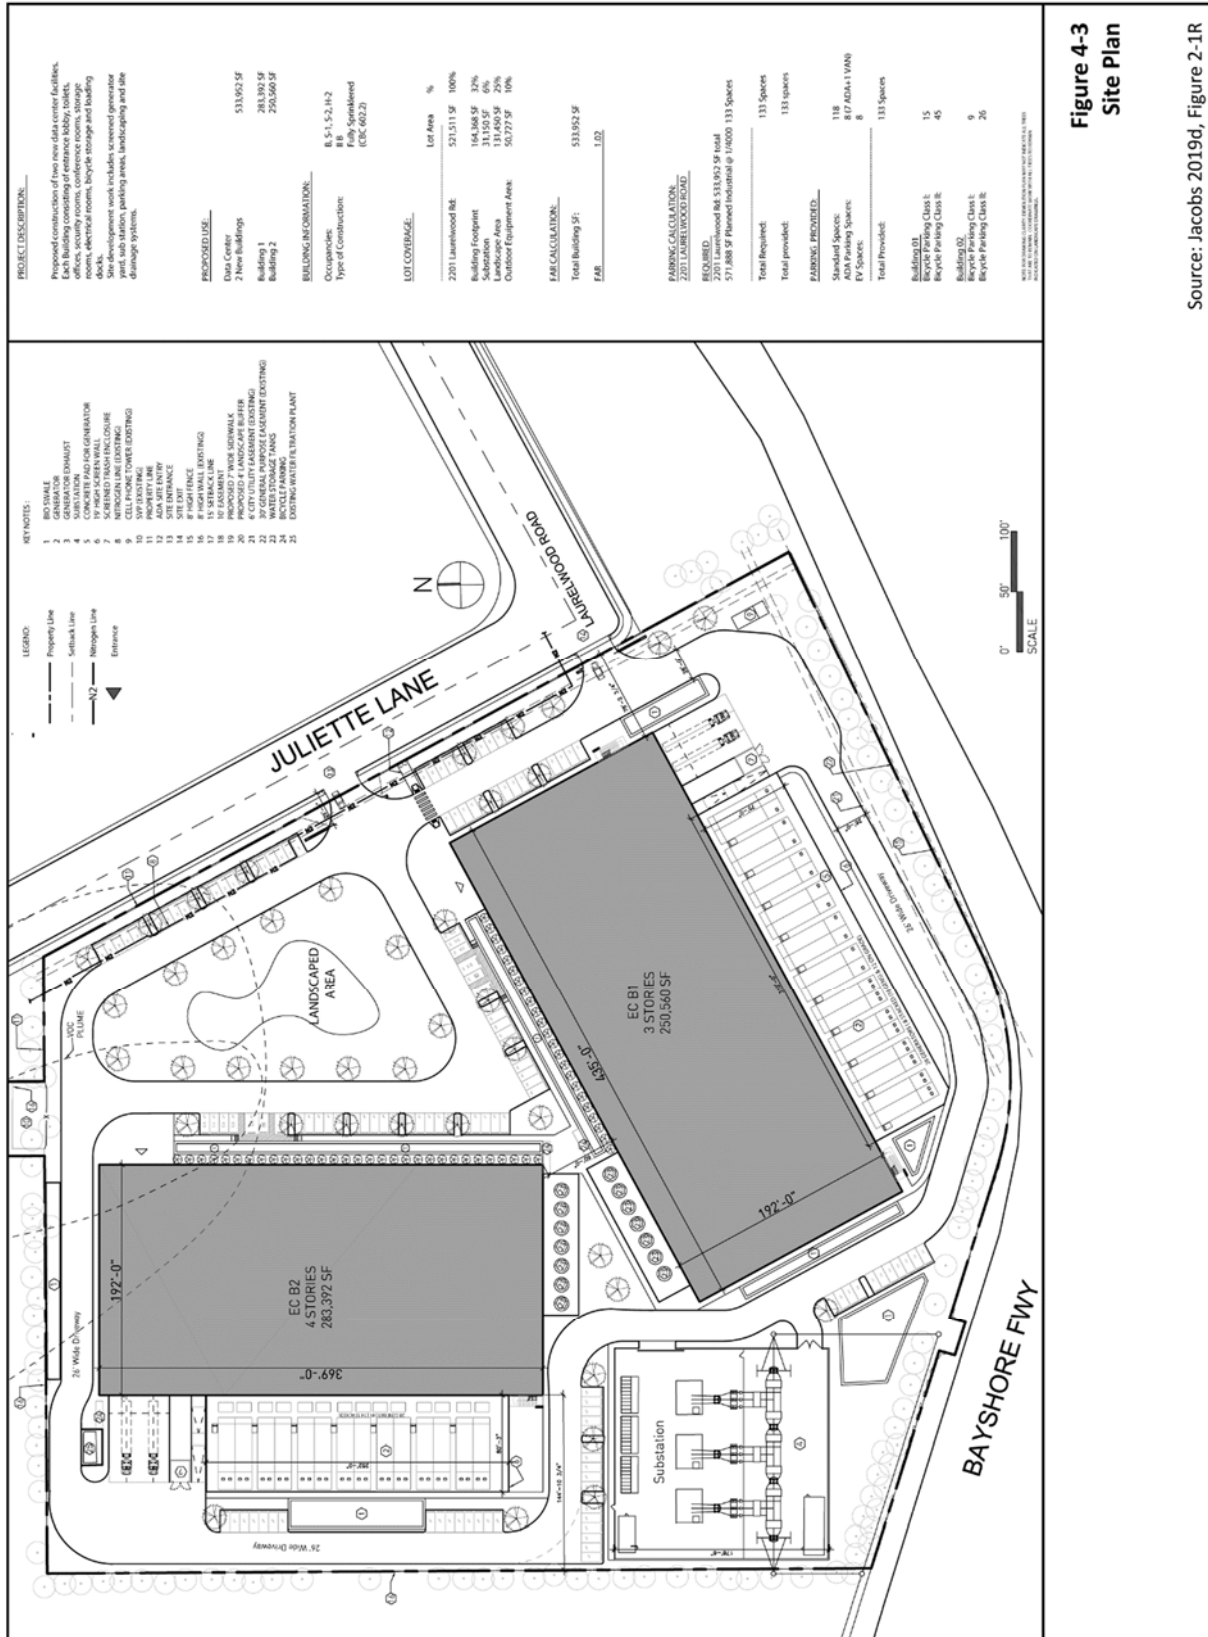 PROJECT DESCRIPTION:
Proposed construction of two new data center facilities.
Each Building consisting of entrance lobby, toilets,
offices, security rooms, conference rooms, storage
rooms, electrical rooms, bicycle storage and loading
docks.
Site development work includes screened generator
yard, sub station, parking areas, landscaping and site
drainage systems.
PROPOSED USE:
Data Center
2 New Buildings: 533,952 SF
Building 1 283,392 SF
Building 2 250,560 SF
BUILDING INFORMATION:
Occupancies: B, S-1, S-2, H-2
Type of Construction: II B
Fully Sprinklered
(CBC 602.2)
LOT COVERAGE:
Lot Area %
2201 Laurelwood Rd: 521,511 SF 100%
Building Footprint 164,368 SF 32%
Substation 31,150 SF 6%
Landscape Area 131,450 SF 25%
Outdoor Equipment Area: 50,727 SF 10%
FAR CALCULATION:
Total Building SF: 533,952 SF
FAR 1.02
PARKING CALCULATION:
2201 LAURELWOOD ROAD
REQUIRED
2201 Laurelwood Rd: 533,952 SF total
571,888 SF Planned Industrial @ 1/4000 133 Spaces
Total Required: 133 Spaces
Total provided: 133 spaces
PARKING PROVIDED:
Standard Spaces: 118
ADA Parking Spaces: 8 (7 ADA+1 VAN)
EV Spaces: 8
Total Provided: 133 Spaces
Building 01
Bicycle Parking Class I: 15
Bicycle Parking Class II: 45
Building 02
Bicycle Parking Class I: 9
Bicycle Parking Class II: 26
KEY NOTES:
1 BIO SWALE
2 GENERATOR
3 GENERATOR EXHAUST
4 SUBSTATION
5 CONCRETE PAD FOR GENERATOR
6 19' HIGH SCREEN WALL
7 SCREENED TRASH ENCLOSURE
8 NITROGEN LINE (EXISTING)
9 CELL PHONE TOWER (EXISTING)
10 SVP (EXISTING)
11 PROPERTY LINE
12 ADA SITE ENTRY
13 SITE ENTRANCE
14 SITE EXIT
15 8' HIGH FENCE
16 8' HIGH WALL (EXISTING)
17 15' SETBACK LINE
18 10' EASEMENT
19 PROPOSED 7' WIDE SIDEWALK
20 PROPOSED 4' LANDSCAPE BUFFER
21 6' CITY UTILITY EASEMENT (EXISTING)
22 30' GENERAL PURPOSE EASEMENT (EXISTING)
23 WATER STORAGE TANKS
24 BICYCLE PARKING
25 EXISTING WATER FILTRATION PLANT
LEGEND:
Property Line
Setback Line
N2 Nitrogen Line
Entrance
N
JULIETTE LANE
LAURELWOOD ROAD
VOC
PLUME
LANDSCAPED
AREA
EC B2
4 STORIES
283,392 SF
192'-0"
369'-0"
26' Wide Driveway
26' Wide Driveway
EC B1
3 STORIES
250,560 SF
435'-0"
192'-0"
26' Wide Driveway
Substation
BAYSHORE FWY
0' 50' 100'
SCALE
Figure 4-3
Site Plan
Source: Jacobs 2019d, Figure 2-1R